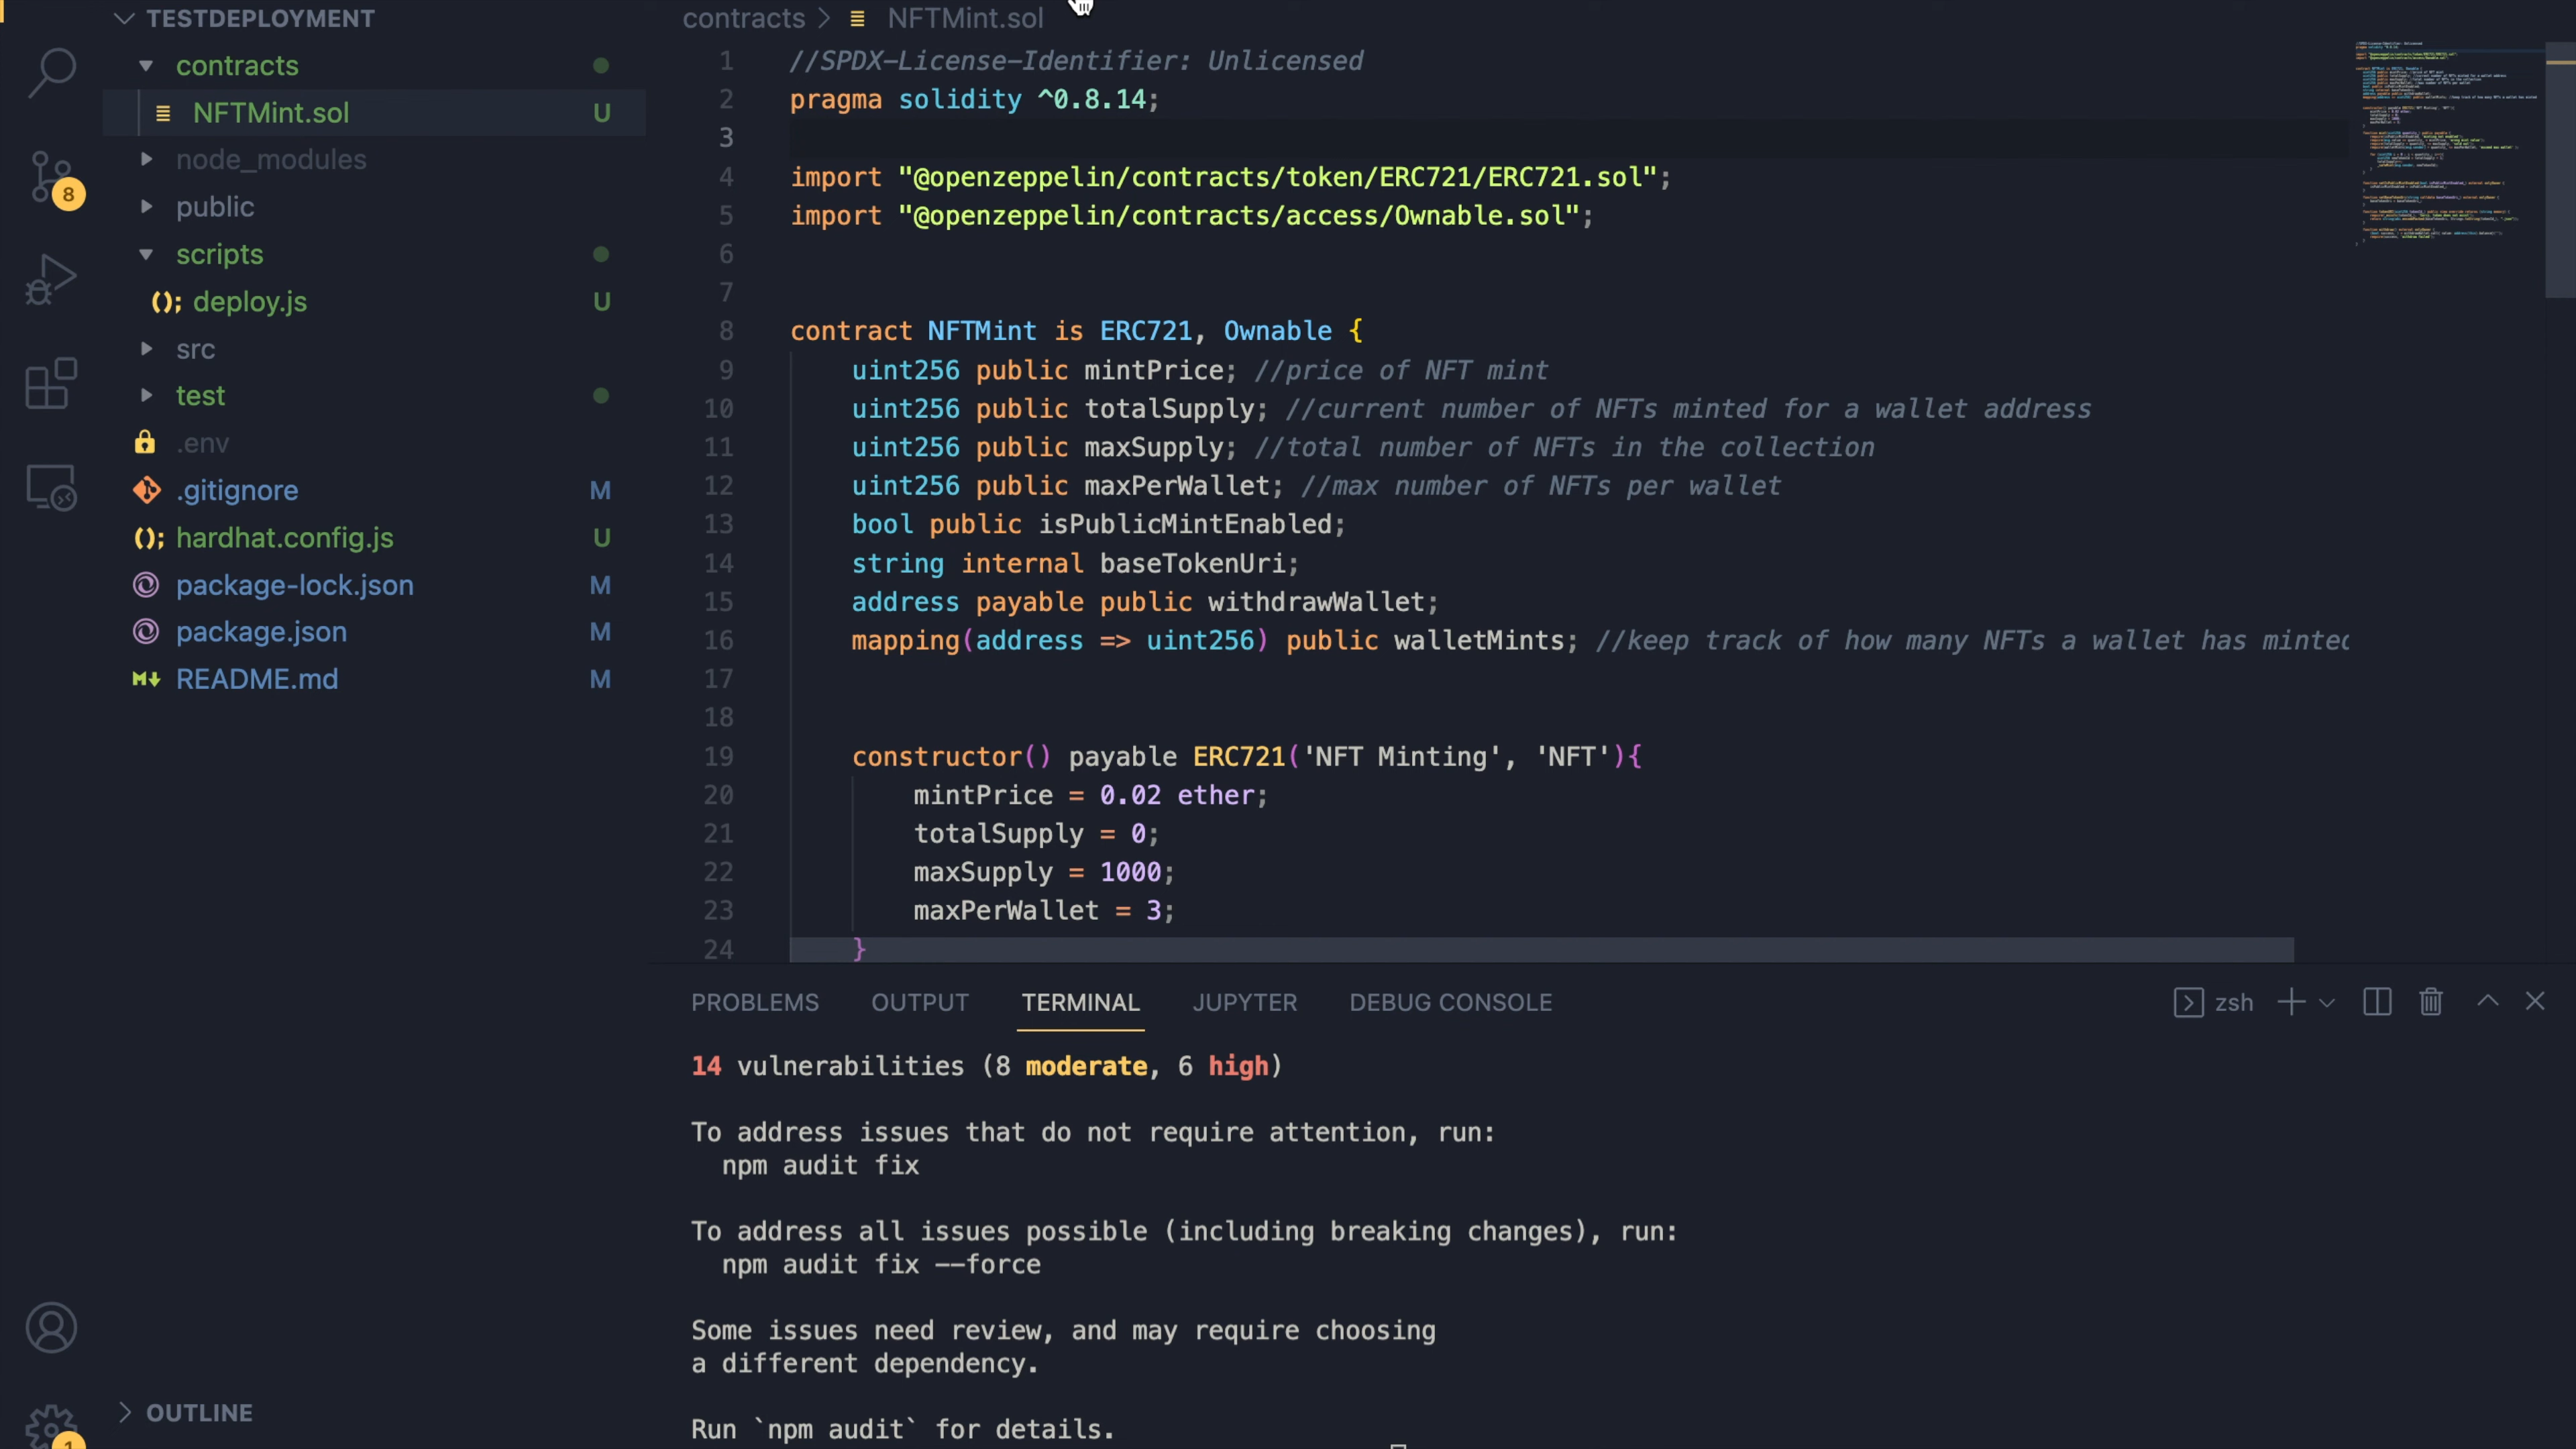 TESTDEPLOYMENT
contracts
NFTMint.sol U
node_modules
public
scripts
deploy.js U
src
test
.env
.gitignore M
hardhat.config.js U
package-lock.json M
package.json M
README.md M
8
OUTLINE
1
contracts > NFTMint.sol
1 //SPDX-License-Identifier: Unlicensed
2 pragma solidity ^0.8.14;
3
4 import "@openzeppelin/contracts/token/ERC721/ERC721.sol";
5 import "@openzeppelin/contracts/access/Ownable.sol";
6
7
8 contract NFTMint is ERC721, Ownable {
9 uint256 public mintPrice; //price of NFT mint
10 uint256 public totalSupply; //current number of NFTs minted for a wallet address
11 uint256 public maxSupply; //total number of NFTs in the collection
12 uint256 public maxPerWallet; //max number of NFTs per wallet
13 bool public isPublicMintEnabled;
14 string internal baseTokenUri;
15 address payable public withdrawWallet;
16 mapping(address => uint256) public walletMints; //keep track of how many NFTs a wallet has minted
17
18
19 constructor() payable ERC721('NFT Minting', 'NFT'){
20 mintPrice = 0.02 ether;
21 totalSupply = 0;
22 maxSupply = 1000;
23 maxPerWallet = 3;
24 }
PROBLEMS OUTPUT TERMINAL JUPYTER DEBUG CONSOLE zsh
14 vulnerabilities (8 moderate, 6 high)
To address issues that do not require attention, run:
npm audit fix
To address all issues possible (including breaking changes), run:
npm audit fix --force
Some issues need review, and may require choosing
a different dependency.
Run `npm audit` for details.